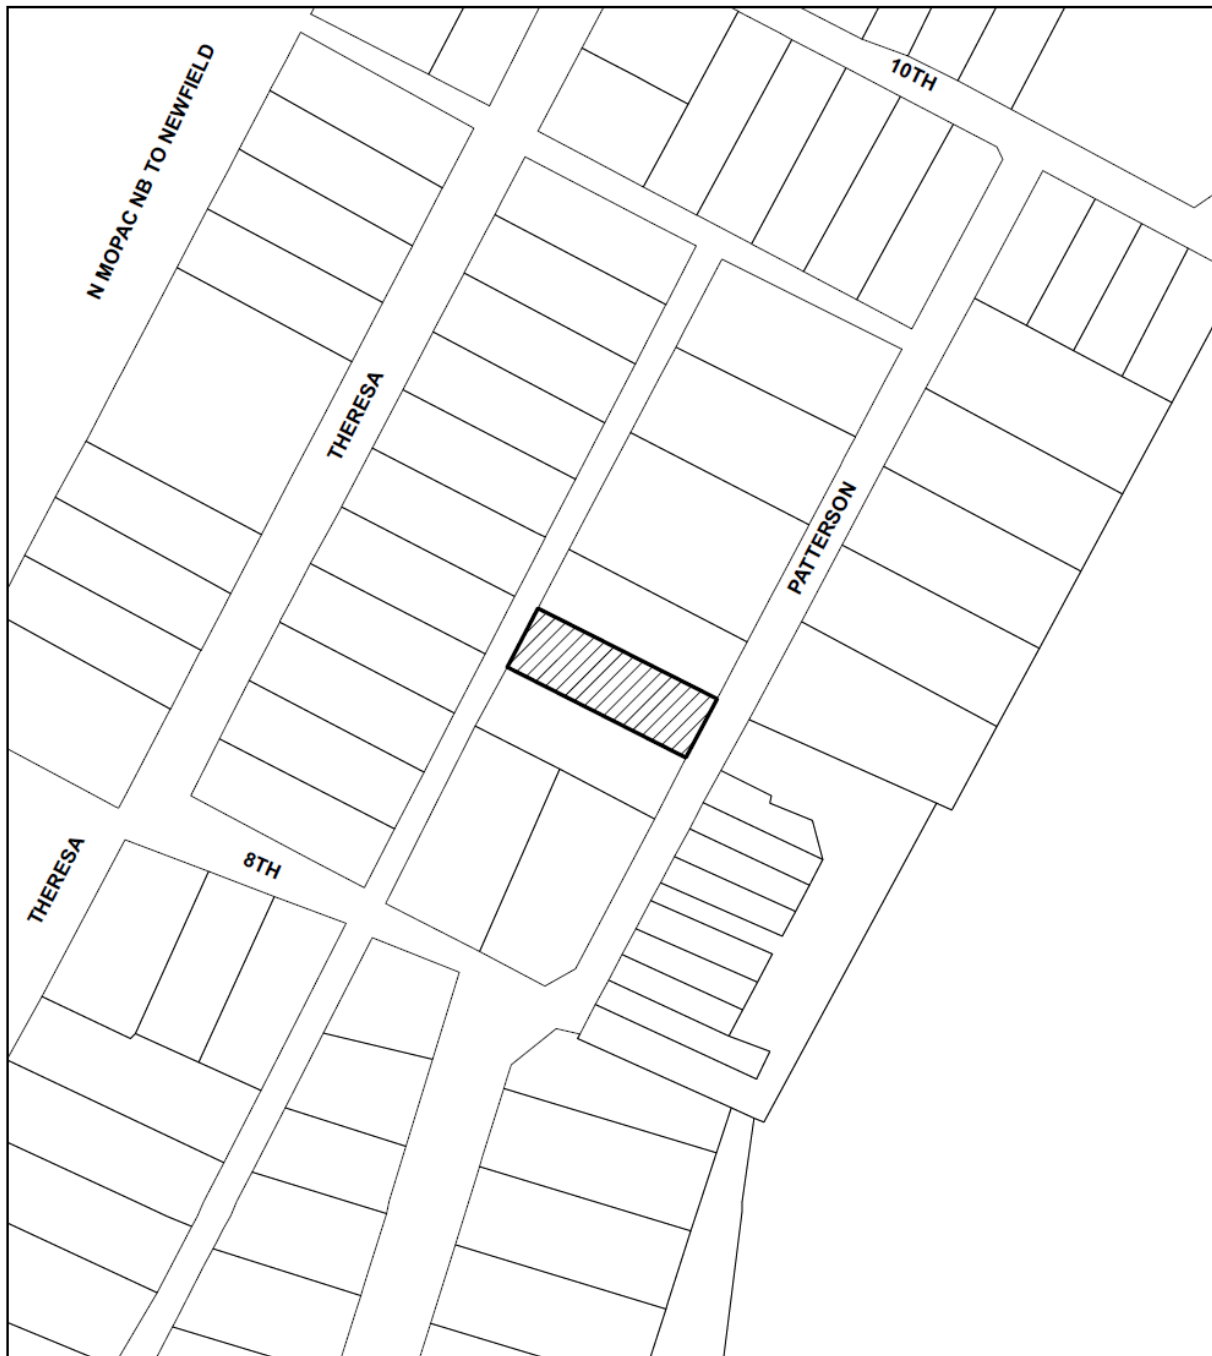 10TH
N MOPAC NB TO NEWFIELD
THERESA
PATTERSON
8TH
THERESA